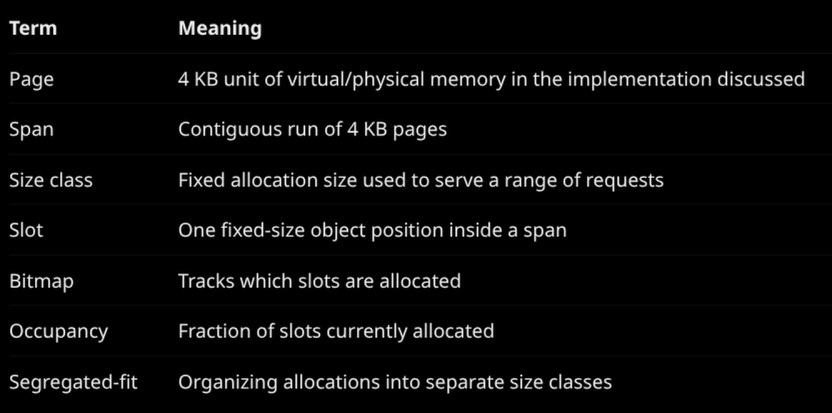 Term Meaning
Page 4 KB unit of virtual/physical memory in the implementation discussed
Span Contiguous run of 4 KB pages
Size class Fixed allocation size used to serve a range of requests
Slot One fixed-size object position inside a span
Bitmap Tracks which slots are allocated
Occupancy Fraction of slots currently allocated
Segregated-fit Organizing allocations into separate size classes